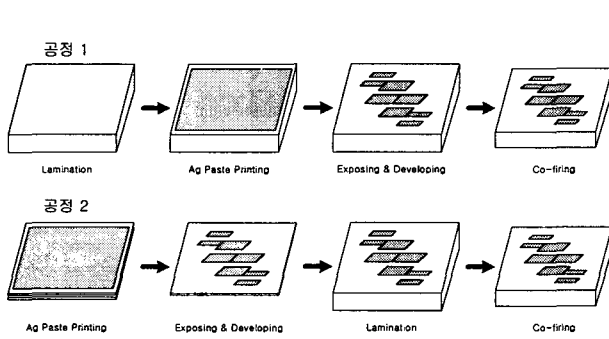 공정 1
Lamination
Ag Paste Printing
Exposing & Developing
Co-firing
공정 2
Ag Paste Printing
Exposing & Developing
Lamination
Co-firing